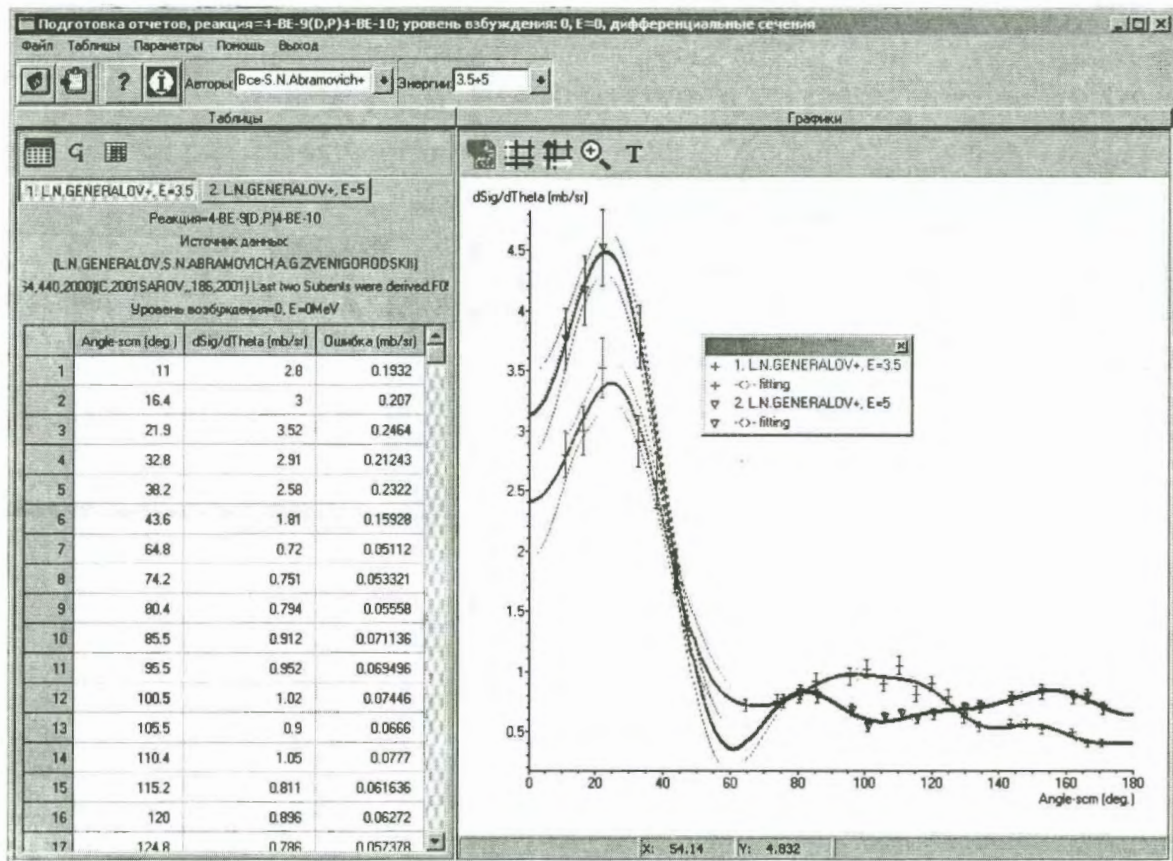 Подготовка отчетов, реакция=4-BE-9(D,P)4-BE-10; уровень взбуждения: 0, E=0, дифференциальные сечения
Файл Таблицы Параметры Помощь Выход
Авторы: Все-S.N.Abramovich+ Энергии: 3.5÷5
Таблицы
Графики
T
1. L.N.GENERALOV+, E=3.5 2. L.N.GENERALOV+, E=5
Реакция=4-BE-9(D,P)4-BE-10
Источник данных:
(L.N.GENERALOV,S.N.ABRAMOVICH,A.G.ZVENIGORODSKII)
,440,2000)(C,2001SAROV,,186,2001) Last two Subents were derived.
Уровень возбуждения=0, E=0MeV
Angle-scm (deg.) dSig/dTheta (mb/sr) Ошибка (mb/sr)
1 11 2.8 0.1932
2 16.4 3 0.207
3 21.9 3.52 0.2464
4 32.8 2.91 0.21243
5 38.2 2.58 0.2322
6 43.6 1.81 0.15928
7 64.8 0.72 0.05112
8 74.2 0.751 0.053321
9 80.4 0.794 0.05558
10 85.5 0.912 0.071136
11 95.5 0.952 0.069496
12 100.5 1.02 0.07446
13 105.5 0.9 0.0666
14 110.4 1.05 0.0777
15 115.2 0.811 0.061636
16 120 0.896 0.06272
17 124.8 0.786 0.057378
dSig/dTheta (mb/sr)
4.5
4
3.5
3
2.5
2
1.5
1
0.5
0 20 40 60 80 100 120 140 160 180
Angle-scm (deg.)
1. L.N.GENERALOV+, E=3.5
-<>- fitting
2. L.N.GENERALOV+, E=5
-<>- fitting
X: 54.14 Y: 4.832